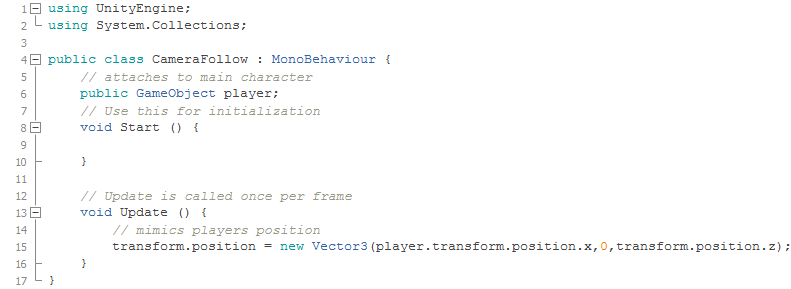 1 using UnityEngine;
2 using System.Collections;
3
4 public class CameraFollow : MonoBehaviour {
5     // attaches to main character
6     public GameObject player;
7     // Use this for initialization
8     void Start () {
9
10     }
11
12     // Update is called once per frame
13     void Update () {
14         // mimics players position
15         transform.position = new Vector3(player.transform.position.x,0,transform.position.z);
16     }
17 }